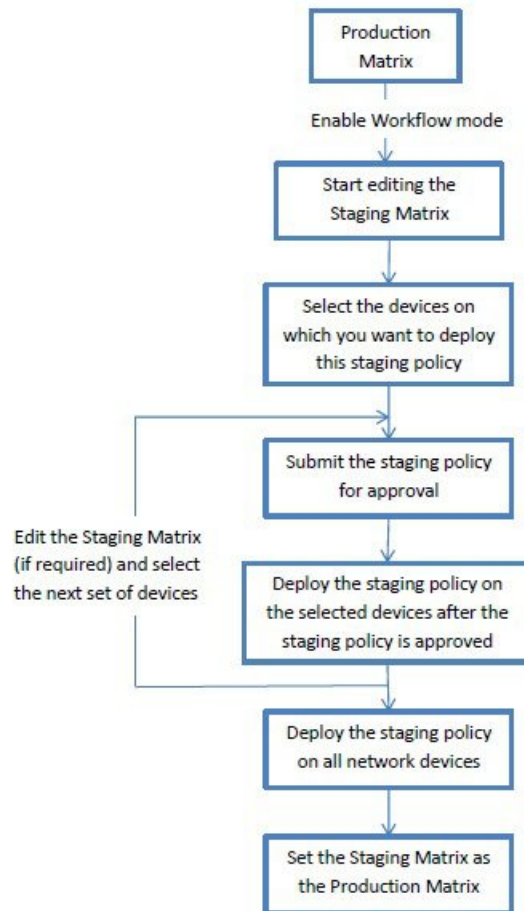 Production
Matrix
Enable Workflow mode
Start editing the
Staging Matrix
Select the devices on
which you want to deploy
this staging policy
Submit the staging policy
for approval
Edit the Staging Matrix
(if required) and select
the next set of devices
Deploy the staging policy on
the selected devices after the
staging policy is approved
Deploy the staging policy
on all network devices
Set the Staging Matrix as
the Production Matrix